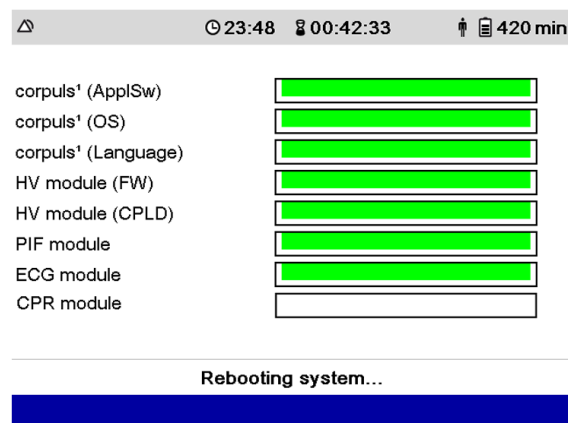 23:48 00:42:33 420 min
corpuls¹ (ApplSw)
corpuls¹ (OS)
corpuls¹ (Language)
HV module (FW)
HV module (CPLD)
PIF module
ECG module
CPR module
Rebooting system...